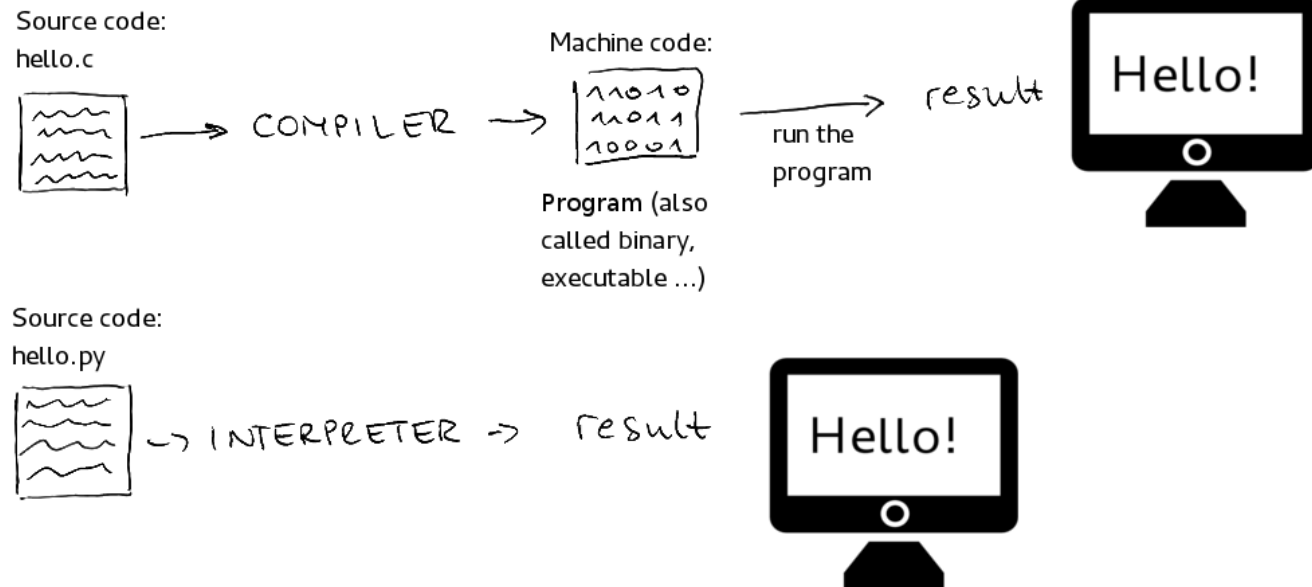 Source code:
hello.c
COMPILER
Machine code:
11010
11011
10001
Program (also
called binary,
executable ...)
run the
program
result
Hello!
Source code:
hello.py
INTERPRETER
result
Hello!